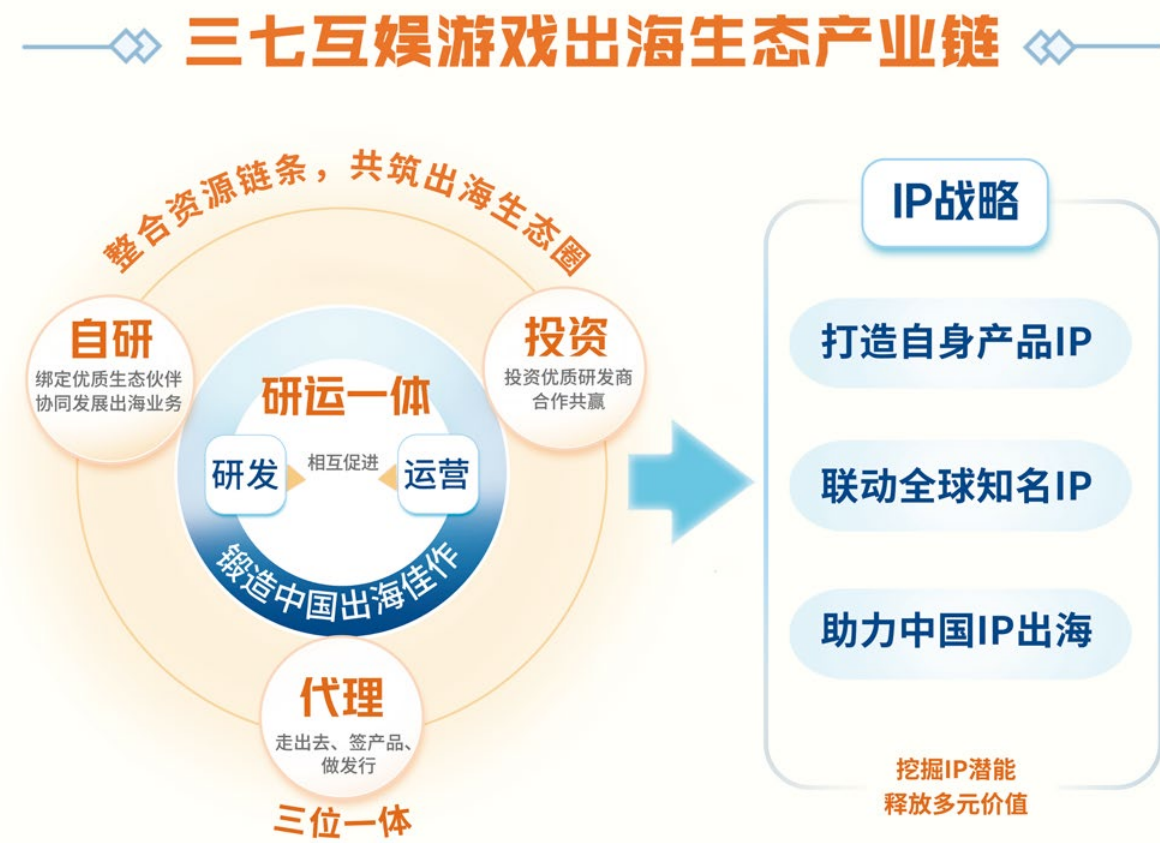 三七互娱游戏出海生态产业链
整合资源链条，共筑出海生态圈
自研
绑定优质生态伙伴
协同发展出海业务
投资
投资优质研发商
合作共赢
研运一体
研发
相互促进
运营
锻造中国出海佳作
代理
走出去、签产品、
做发行
三位一体
IP战略
打造自身产品IP
联动全球知名IP
助力中国IP出海
挖掘IP潜能
释放多元价值